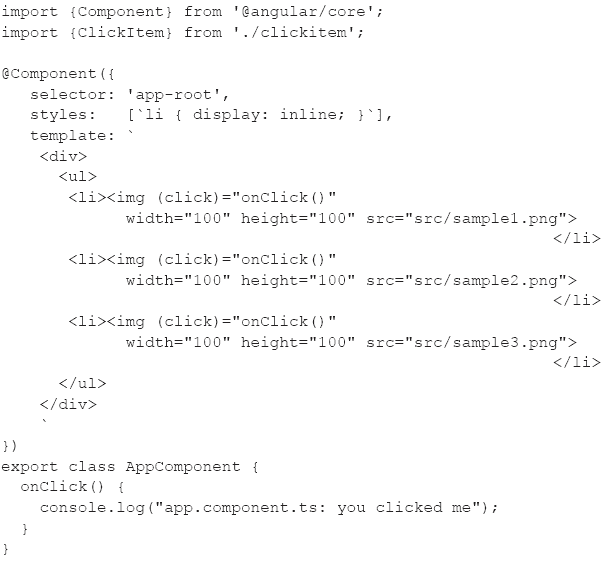 import {Component} from '@angular/core';
import {ClickItem} from './clickitem';

@Component({
   selector: 'app-root',
   styles:   [`li { display: inline; }`],
   template: `
    <div>
      <ul>
       <li><img (click)="onClick()"
             width="100" height="100" src="src/sample1.png">
                                                          </li>
       <li><img (click)="onClick()"
             width="100" height="100" src="src/sample2.png">
                                                          </li>
       <li><img (click)="onClick()"
             width="100" height="100" src="src/sample3.png">
                                                          </li>
      </ul>
    </div>
    `
})
export class AppComponent {
  onClick() {
    console.log("app.component.ts: you clicked me");
  }
}